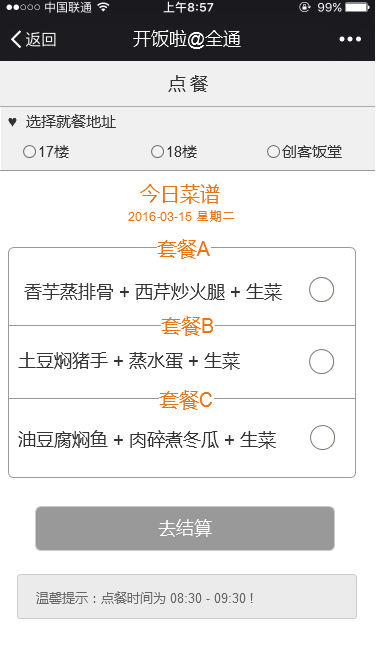 中国联通 上午8:57 99%
返回 开饭啦@全通
点餐
♥ 选择就餐地址
17楼 18楼 创客饭堂
今日菜谱
2016-03-15 星期二
套餐A
香芋蒸排骨 + 西芹炒火腿 + 生菜
套餐B
土豆焖猪手 + 蒸水蛋 + 生菜
套餐C
油豆腐焖鱼 + 肉碎煮冬瓜 + 生菜
去结算
温馨提示：点餐时间为 08:30 - 09:30！